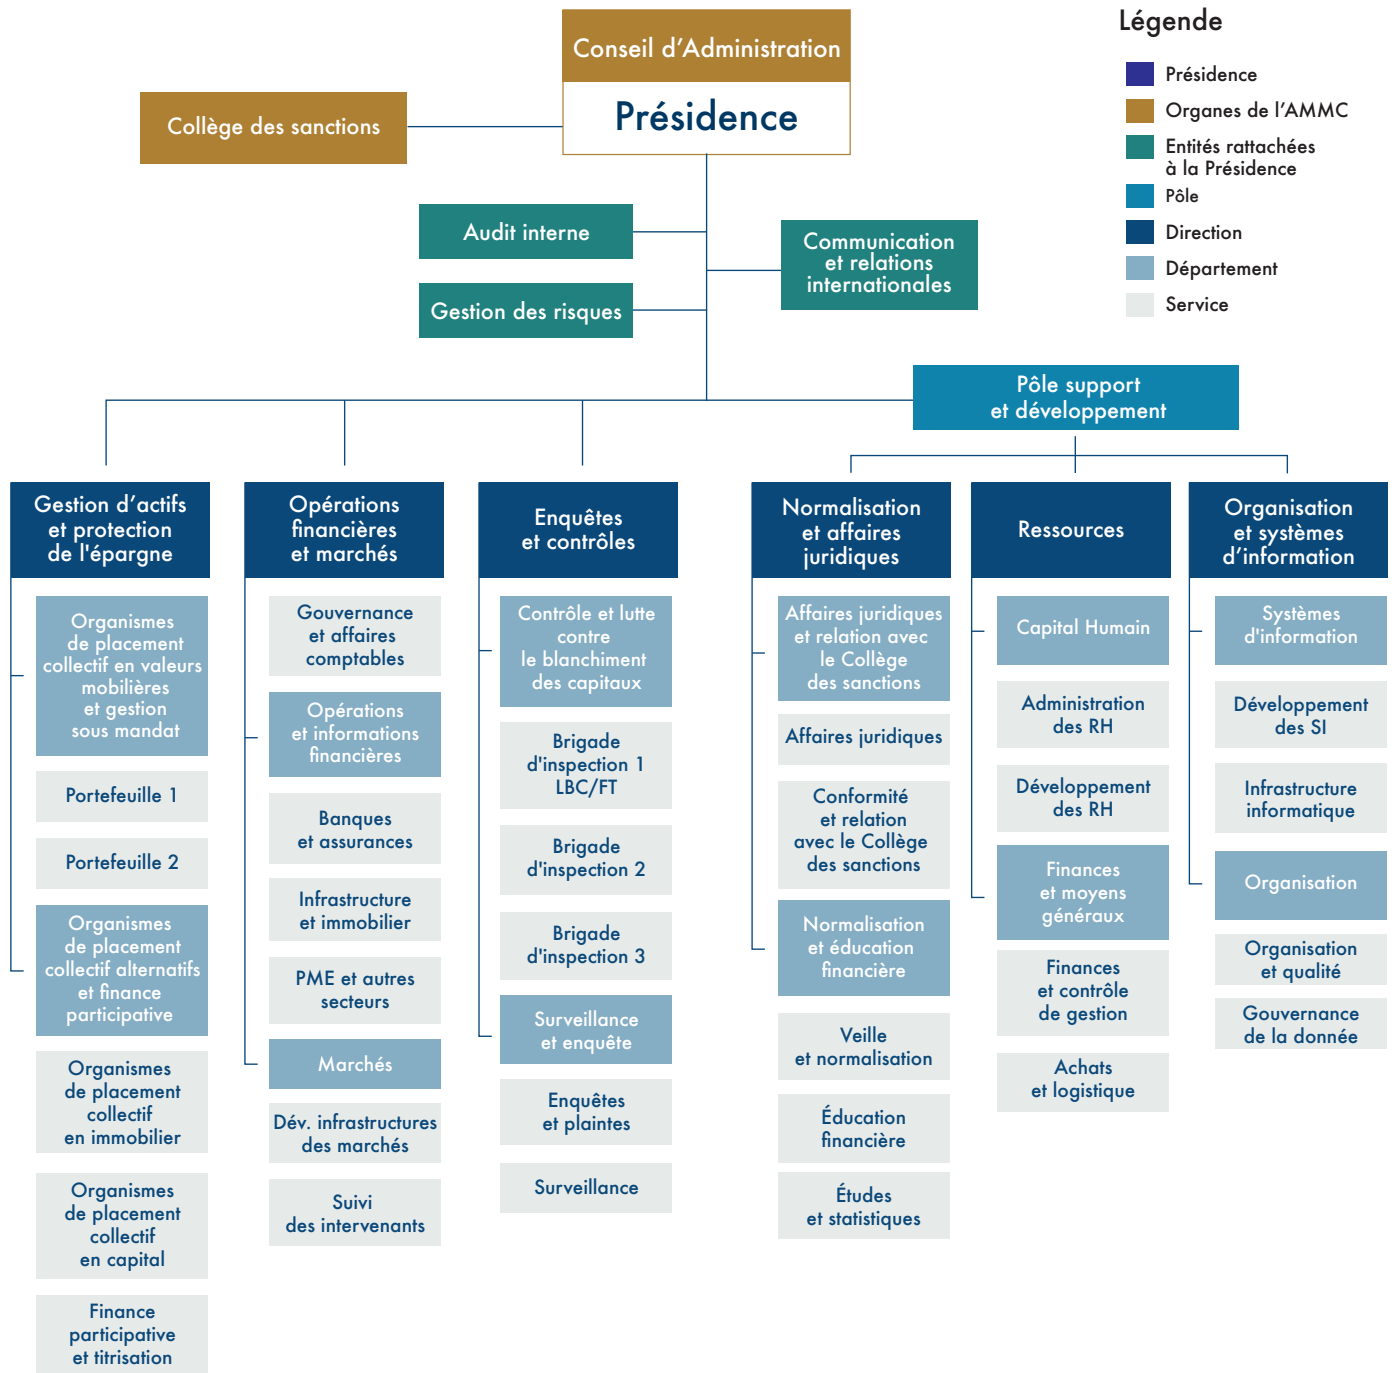 Conseil d’Administration
Présidence
Collège des sanctions
Légende
Présidence
Organes de l’AMMC
Entités rattachées
à la Présidence
Pôle
Direction
Département
Service
Audit interne
Communication
et relations
internationales
Gestion des risques
Pôle support
et développement
Gestion d’actifs
et protection
de l'épargne
Organismes
de placement
collectif en valeurs
mobilières
et gestion
sous mandat
Portefeuille 1
Portefeuille 2
Organismes
de placement
collectif alternatifs
et finance
participative
Organismes
de placement
collectif
en immobilier
Organismes
de placement
collectif
en capital
Finance
participative
et titrisation
Opérations
financières
et marchés
Gouvernance
et affaires
comptables
Opérations
et informations
financières
Banques
et assurances
Infrastructure
et immobilier
PME et autres
secteurs
Marchés
Dév. infrastructures
des marchés
Suivi
des intervenants
Enquêtes
et contrôles
Contrôle et lutte
contre
le blanchiment
des capitaux
Brigade
d'inspection 1
LBC/FT
Brigade
d'inspection 2
Brigade
d'inspection 3
Surveillance
et enquête
Enquêtes
et plaintes
Surveillance
Normalisation
et affaires
juridiques
Affaires juridiques
et relation avec
le Collège
des sanctions
Affaires juridiques
Conformité
et relation
avec le Collège
des sanctions
Normalisation
et éducation
financière
Veille
et normalisation
Éducation
financière
Études
et statistiques
Ressources
Capital Humain
Administration
des RH
Développement
des RH
Finances
et moyens
généraux
Finances
et contrôle
de gestion
Achats
et logistique
Organisation
et systèmes
d’information
Systèmes
d'information
Développement
des SI
Infrastructure
informatique
Organisation
Organisation
et qualité
Gouvernance
de la donnée